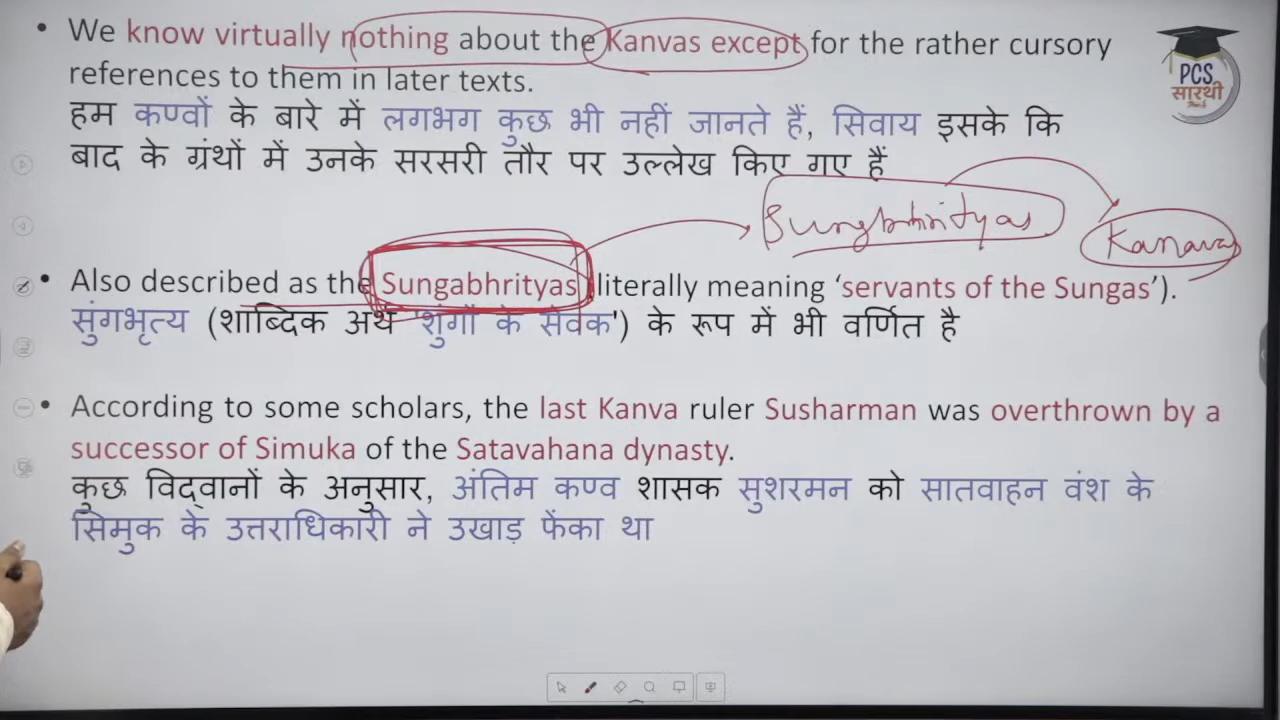 • We know virtually nothing about the Kanvas except for the rather cursory
references to them in later texts.
हम कण्वों के बारे में लगभग कुछ भी नहीं जानते हैं, सिवाय इसके कि
बाद के ग्रंथों में उनके सरसरी तौर पर उल्लेख किए गए हैं
PCS
सारथी
Sungbhrityas
Kanavas
• Also described as the Sungabhrityas literally meaning ‘servants of the Sungas’).
सुंगभृत्य (शाब्दिक अर्थ 'शुंगों के सेवक') के रूप में भी वर्णित है
• According to some scholars, the last Kanva ruler Susharman was overthrown by a
successor of Simuka of the Satavahana dynasty.
कुछ विद्वानों के अनुसार, अंतिम कण्व शासक सुशरमन को सातवाहन वंश के
सिमुक के उत्तराधिकारी ने उखाड़ फेंका था